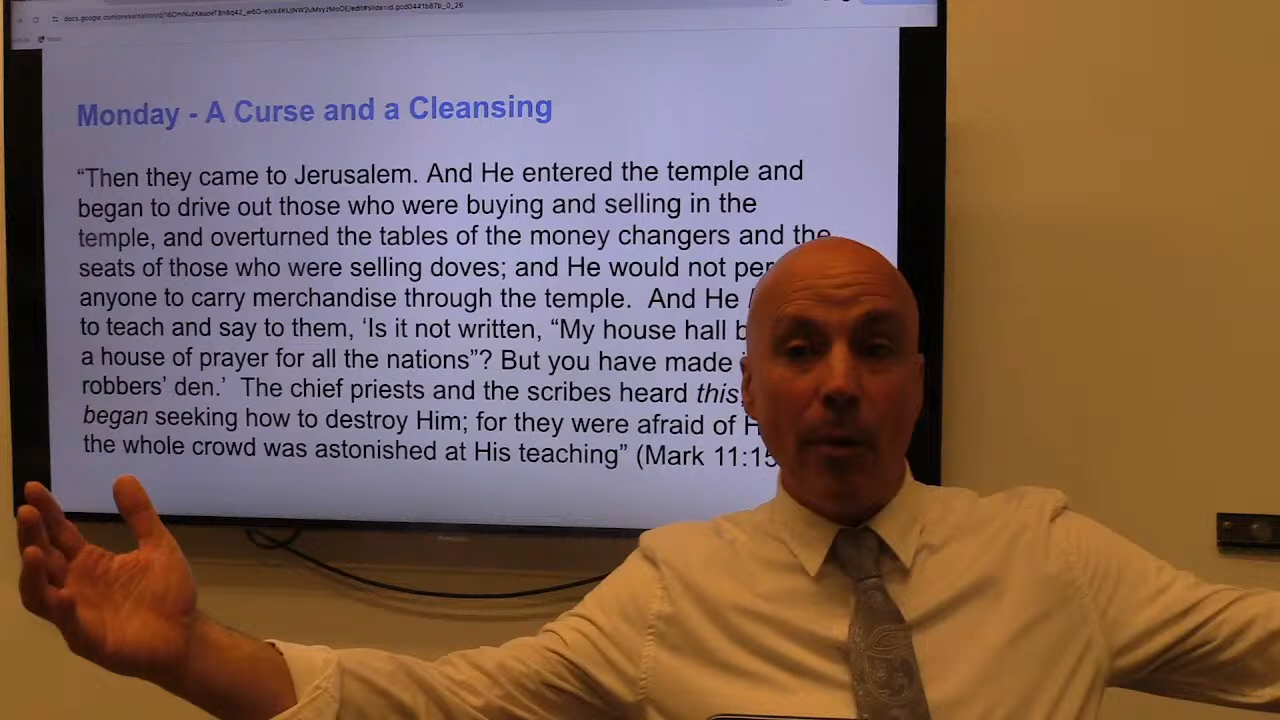 Monday - A Curse and a Cleansing
“Then they came to Jerusalem. And He entered the temple and
began to drive out those who were buying and selling in the
temple, and overturned the tables of the money changers and the
seats of those who were selling doves; and He would not
anyone to carry merchandise through the temple. And He
to teach and say to them, ‘Is it not written, “My house hall
a house of prayer for all the nations”? But you have made
robbers’ den.’ The chief priests and the scribes heard this
began seeking how to destroy Him; for they were afraid of
the whole crowd was astonished at His teaching” (Mark 11:15